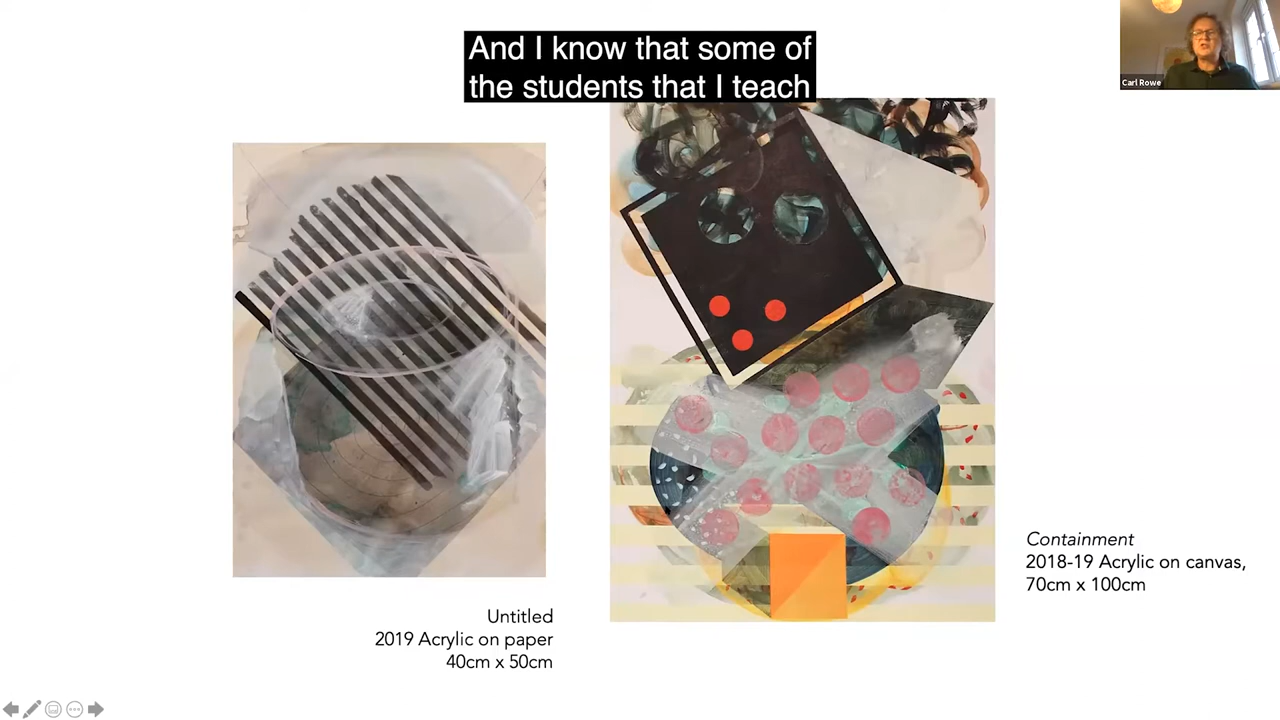 And I know that some of
the students that I teach
Carl Rowe
Untitled
2019 Acrylic on paper
40cm x 50cm
Containment
2018-19 Acrylic on canvas,
70cm x 100cm